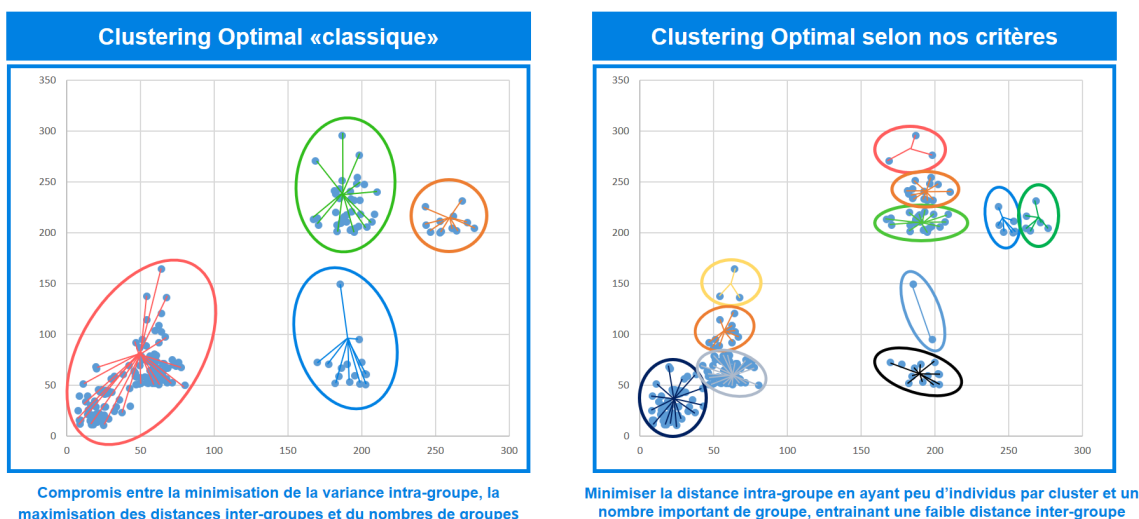 Clustering Optimal «classique»
350
300
250
200
150
100
50
0
0 50 100 150 200 250 300
Compromis entre la minimisation de la variance intra-groupe, la
maximisation des distances inter-groupes et du nombres de groupes
Clustering Optimal selon nos critères
350
300
250
200
150
100
50
0
0 50 100 150 200 250 300
Minimiser la distance intra-groupe en ayant peu d'individus par cluster et un
nombre important de groupe, entrainant une faible distance inter-groupe